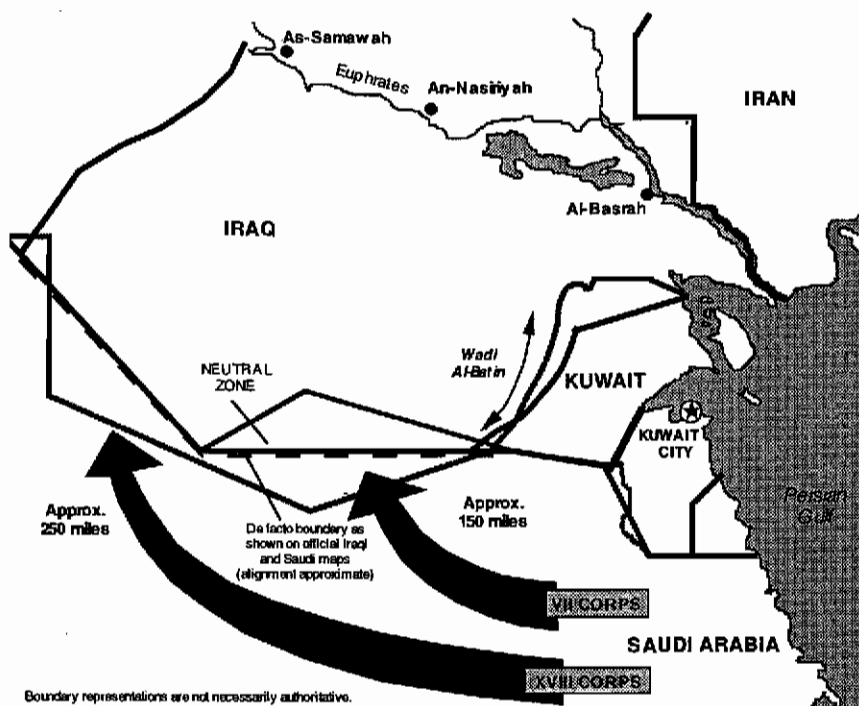 As-Samawah
Euphrates
An-Nasiriyah
IRAN
IRAQ
Al-Basrah
Wadi
Al-Batin
NEUTRAL
ZONE
KUWAIT
KUWAIT
CITY
Persian
Gulf
Approx.
250 miles
Approx.
150 miles
De facto boundary as
shown on official Iraqi
and Saudi maps
(alignment approximate)
VII CORPS
SAUDI ARABIA
XVIII CORPS
Boundary representations are not necessarily authoritative.